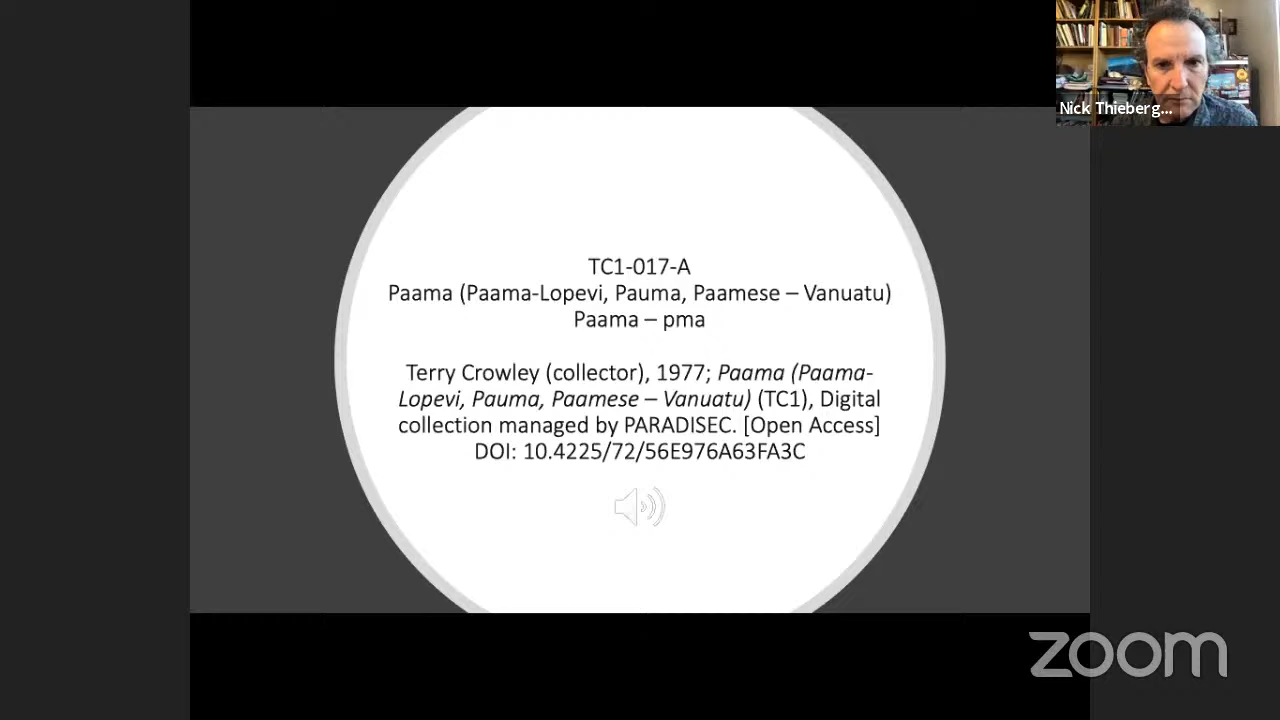 Nick Thieberg...
TC1-017-A
Paama (Paama-Lopevi, Pauma, Paamese – Vanuatu)
Paama – pma
Terry Crowley (collector), 1977; Paama (Paama-
Lopevi, Pauma, Paamese – Vanuatu) (TC1), Digital
collection managed by PARADISEC. [Open Access]
DOI: 10.4225/72/56E976A63FA3C
zoom